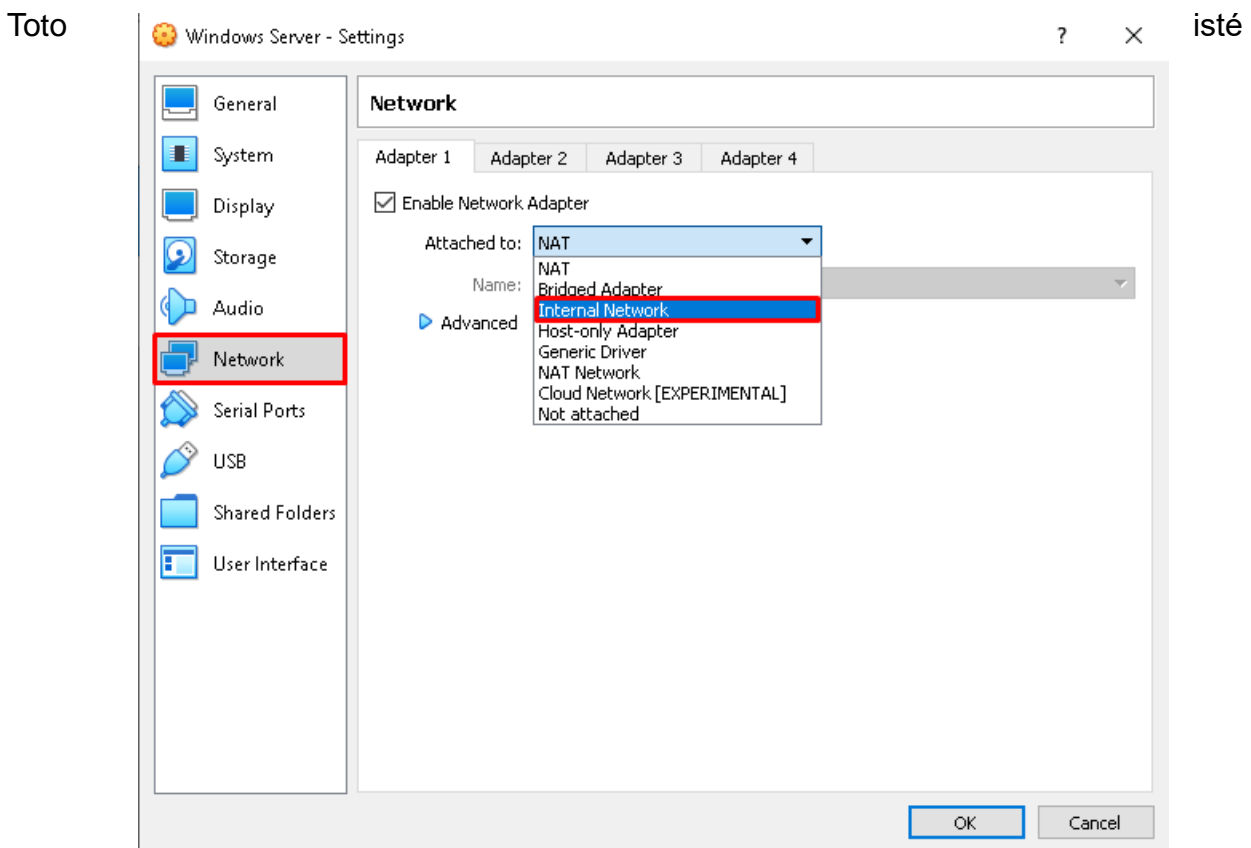 Toto
isté
Windows Server - Settings
?
General
System
Display
Storage
Audio
Network
Serial Ports
USB
Shared Folders
User Interface
Network
Adapter 1
Adapter 2
Adapter 3
Adapter 4
Enable Network Adapter
Attached to:
NAT
Name:
Advanced
NAT
Bridged Adapter
Internal Network
Host-only Adapter
Generic Driver
NAT Network
Cloud Network [EXPERIMENTAL]
Not attached
OK
Cancel